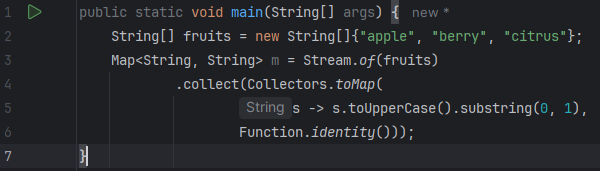 1 public static void main(String[] args) { new *
2 String[] fruits = new String[]{"apple", "berry", "citrus"};
3 Map<String, String> m = Stream.of(fruits)
4 .collect(Collectors.toMap(
5 String s -> s.toUpperCase().substring(0, 1),
6 Function.identity()));
7 }